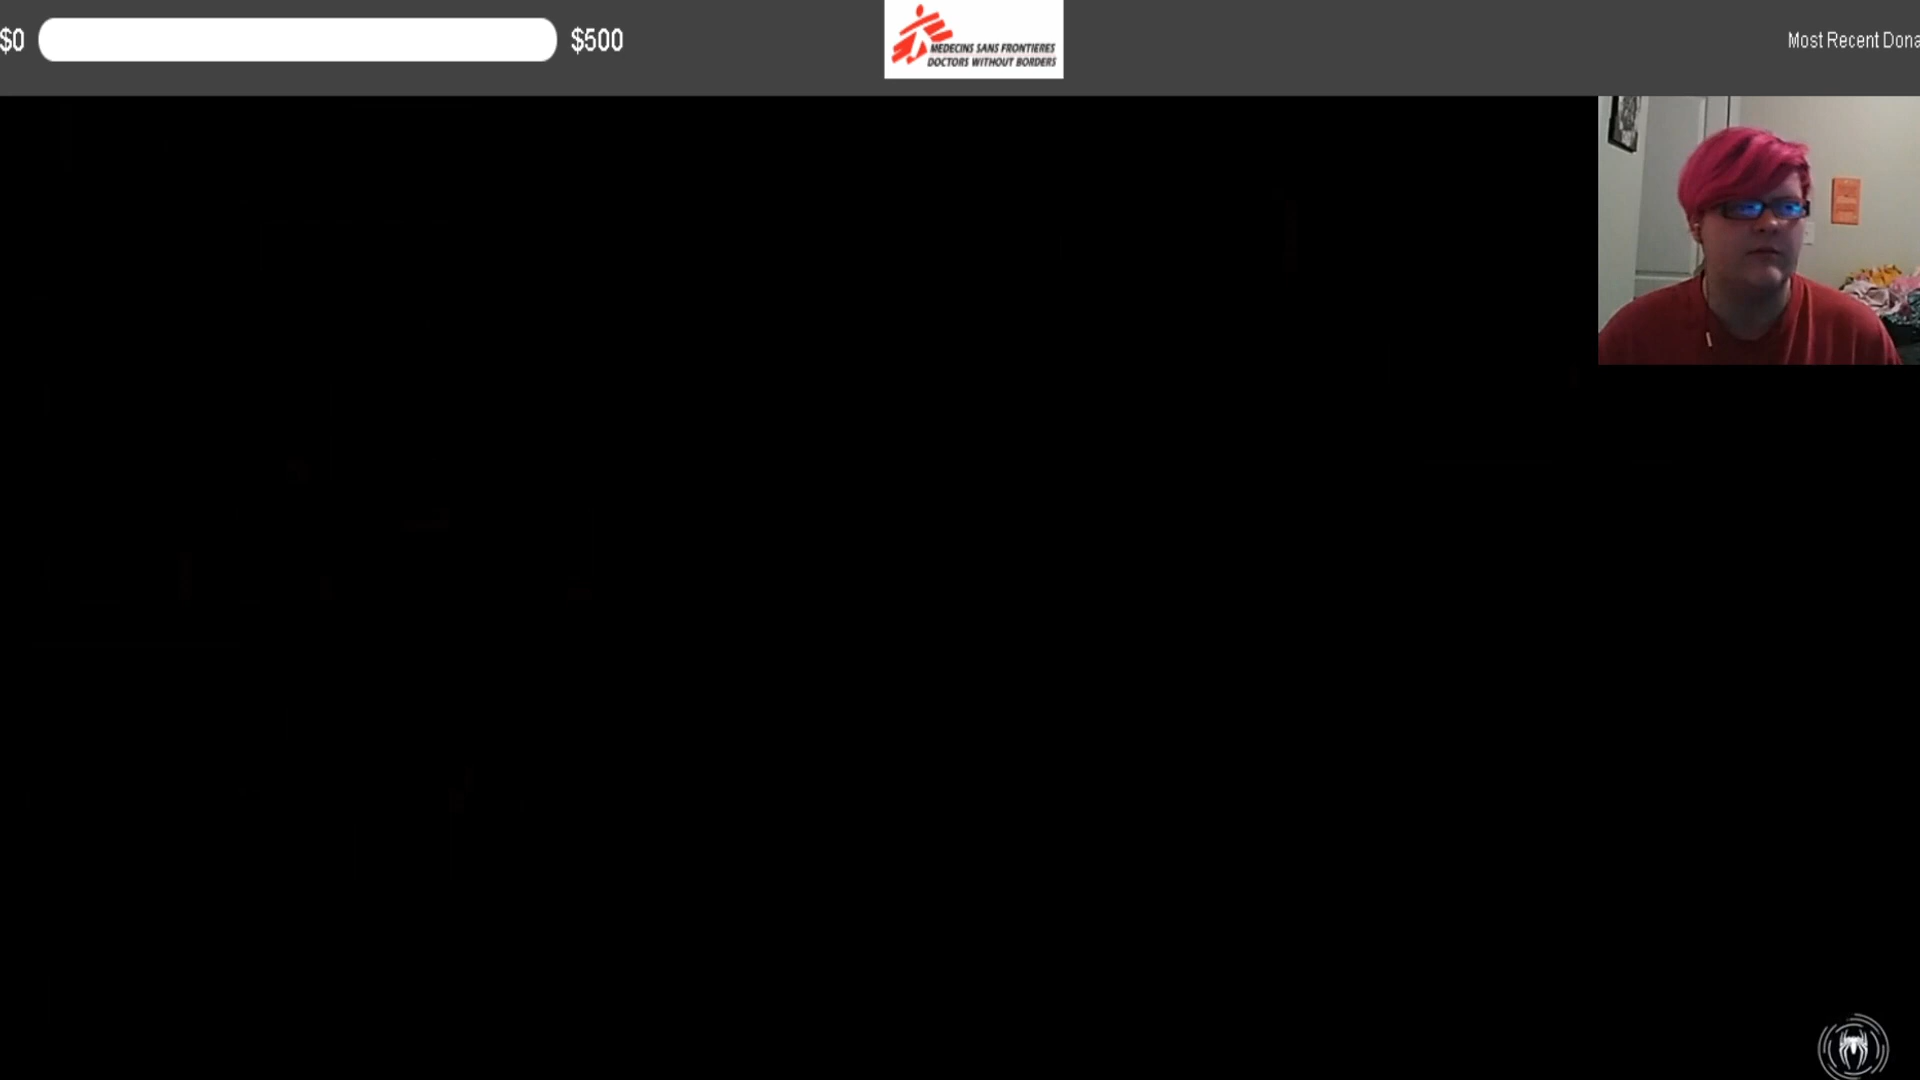 $0
$500
MEDECINS SANS FRONTIERES
DOCTORS WITHOUT BORDERS
Most Recent Dona